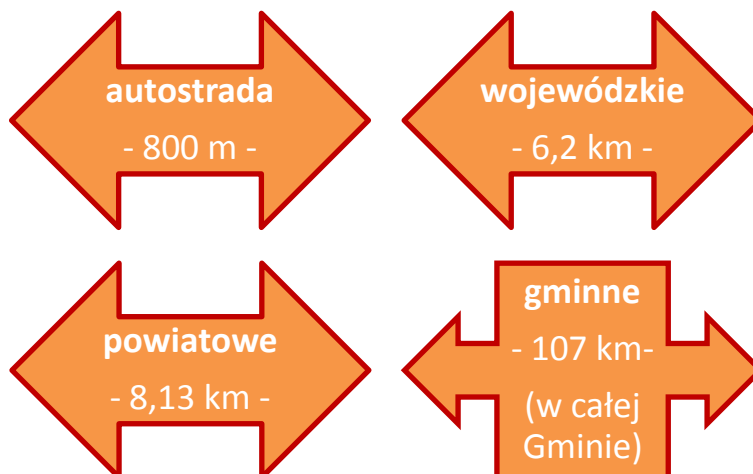 autostrada
- 800 m -
wojewódzkie
- 6,2 km -
powiatowe
- 8,13 km -
gminne
- 107 km-
(w całej
Gminie)